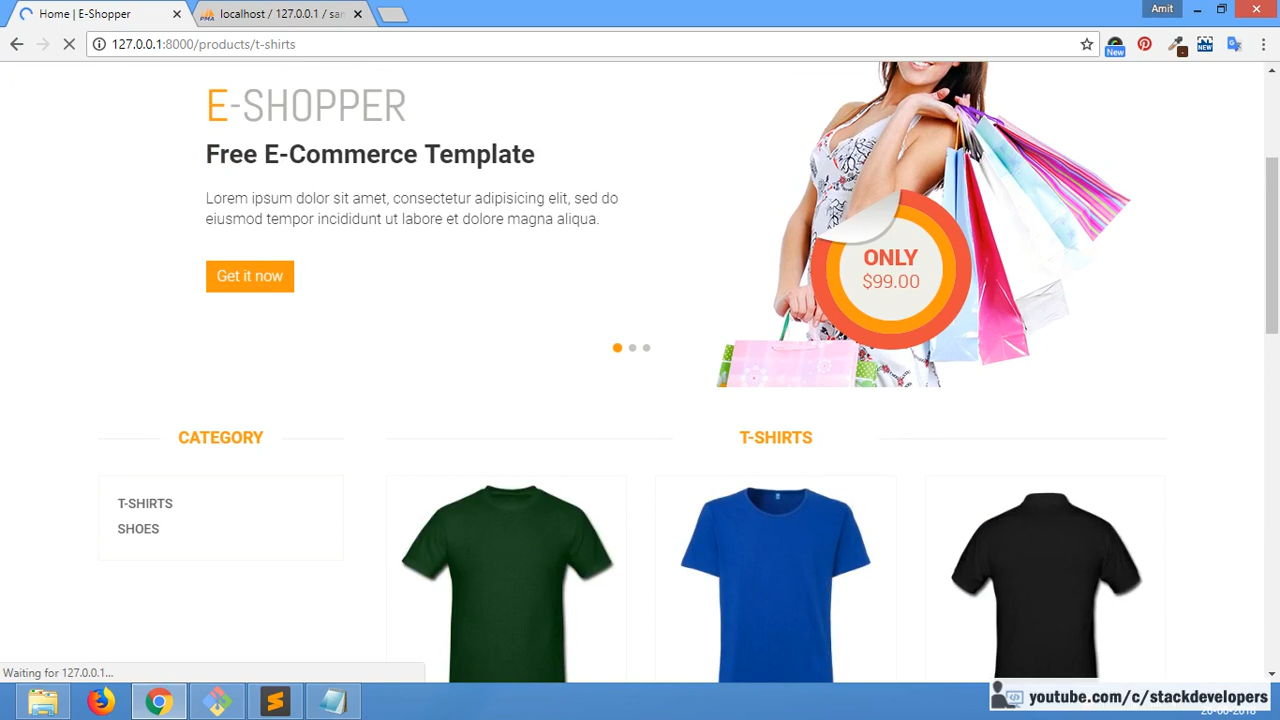 Home | E-Shopper
localhost / 127.0.0.1 / sam
Amit
127.0.0.1:8000/products/t-shirts
New
NEW
E-SHOPPER
Free E-Commerce Template
Lorem ipsum dolor sit amet, consectetur adipisicing elit, sed do
eiusmod tempor incididunt ut labore et dolore magna aliqua.
Get it now
ONLY
$99.00
CATEGORY
T-SHIRTS
T-SHIRTS
SHOES
Waiting for 127.0.0.1...
youtube.com/c/stackdevelopers